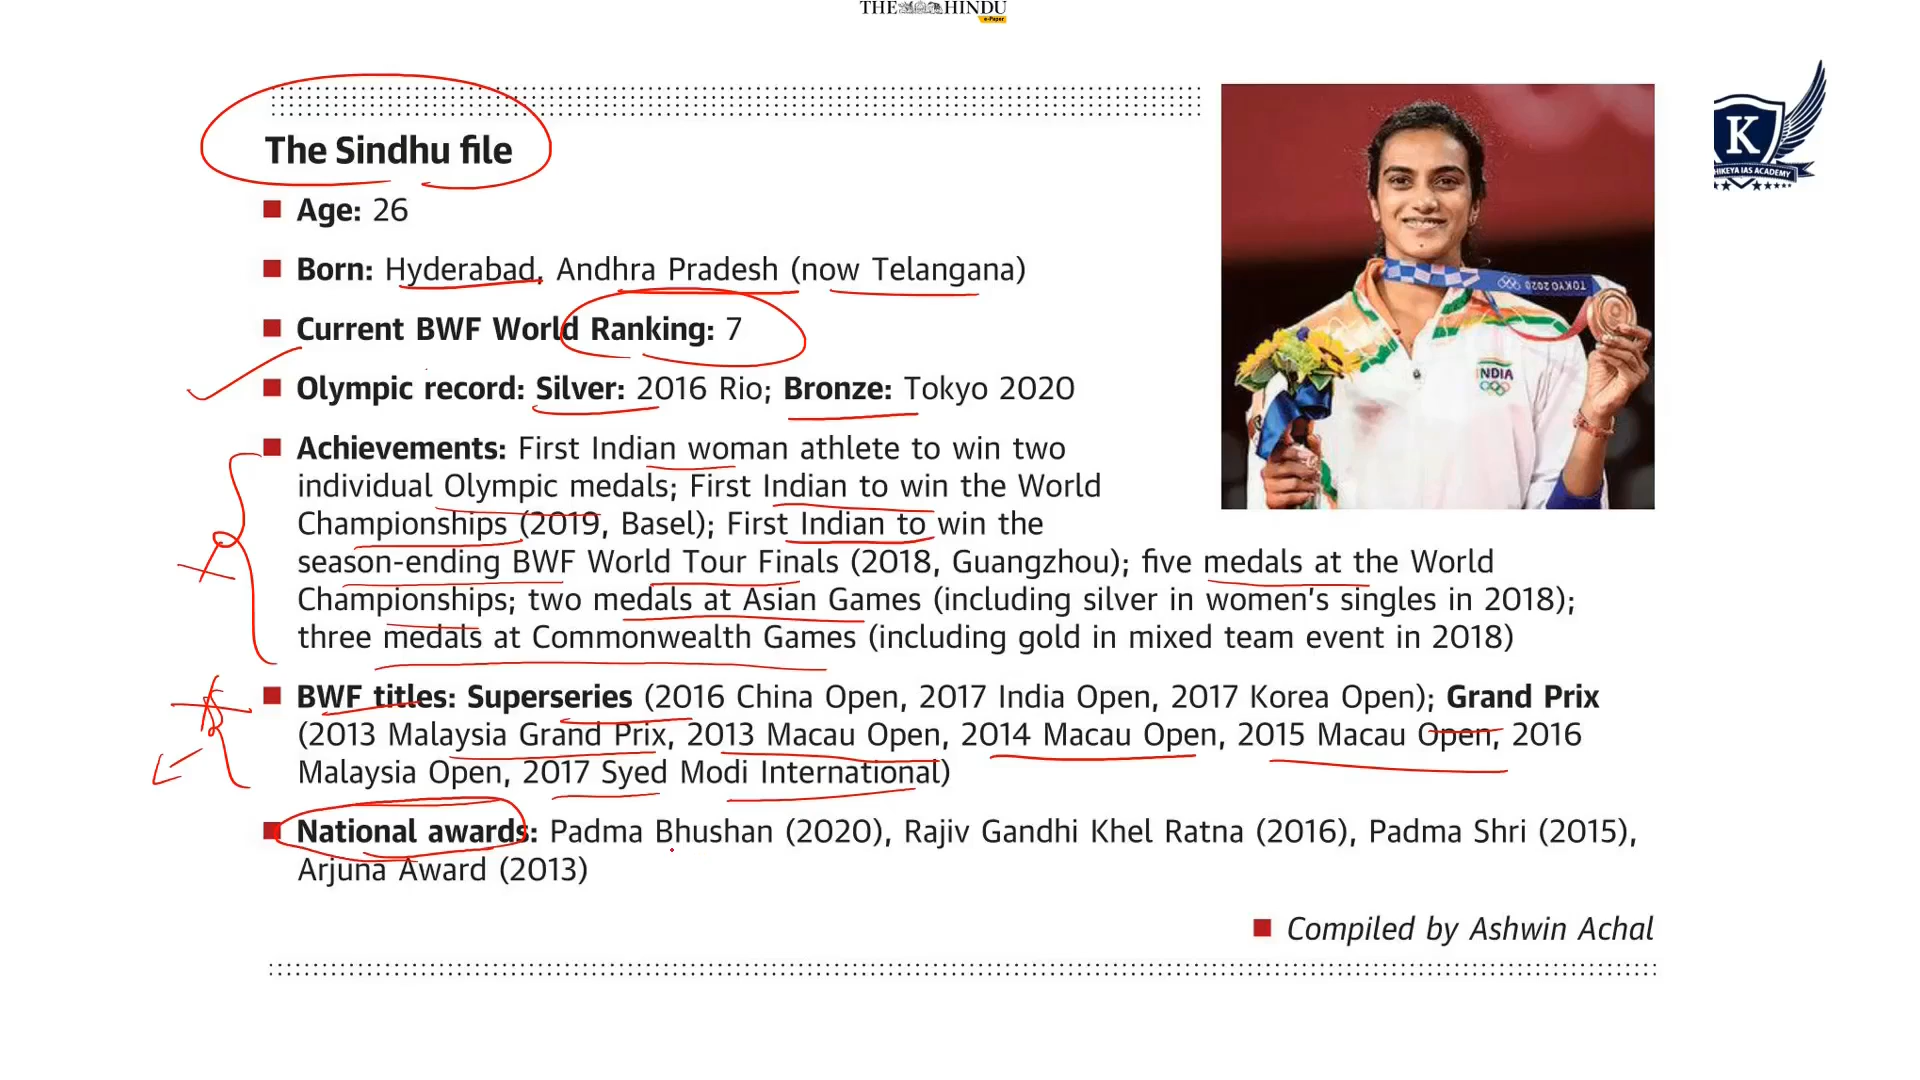 THE HINDU
e-Paper
The Sindhu file
Age: 26
Born: Hyderabad, Andhra Pradesh (now Telangana)
Current BWF World Ranking: 7
Olympic record: Silver: 2016 Rio; Bronze: Tokyo 2020
Achievements: First Indian woman athlete to win two
individual Olympic medals; First Indian to win the World
Championships (2019, Basel); First Indian to win the
season-ending BWF World Tour Finals (2018, Guangzhou); five medals at the World
Championships; two medals at Asian Games (including silver in women's singles in 2018);
three medals at Commonwealth Games (including gold in mixed team event in 2018)
BWF titles: Superseries (2016 China Open, 2017 India Open, 2017 Korea Open); Grand Prix
(2013 Malaysia Grand Prix, 2013 Macau Open, 2014 Macau Open, 2015 Macau Open, 2016
Malaysia Open, 2017 Syed Modi International)
National awards: Padma Bhushan (2020), Rajiv Gandhi Khel Ratna (2016), Padma Shri (2015),
Arjuna Award (2013)
Compiled by Ashwin Achal
TOKYO 2020
INDIA
K
HIKEYA IAS ACADEMY